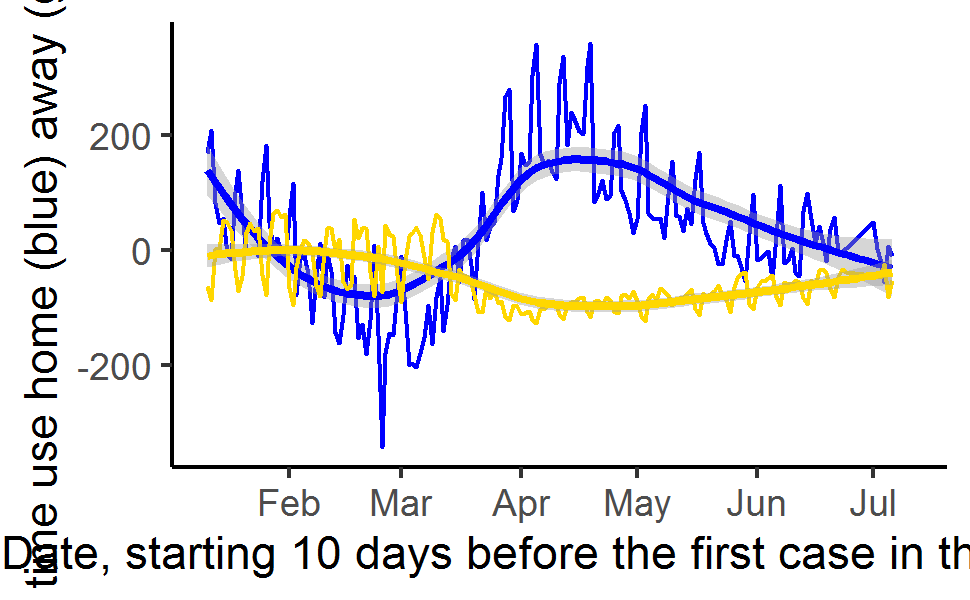 time use home (blue) away (
200
0
-200
Feb Mar Apr May Jun Jul
Date, starting 10 days before the first case in th